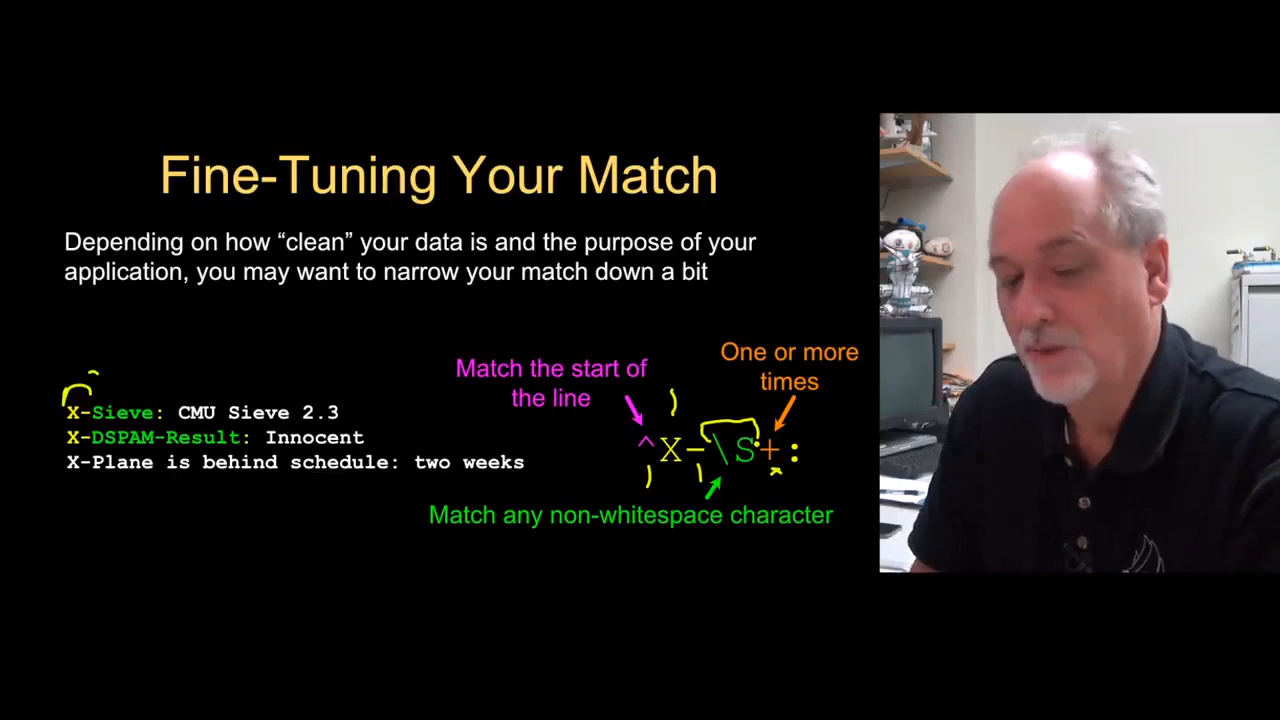 Fine-Tuning Your Match
Depending on how “clean” your data is and the purpose of your
application, you may want to narrow your match down a bit
Match the start of
the line
One or more
times
X-Sieve: CMU Sieve 2.3
X-DSPAM-Result: Innocent
X-Plane is behind schedule: two weeks
^X-\S+:
Match any non-whitespace character